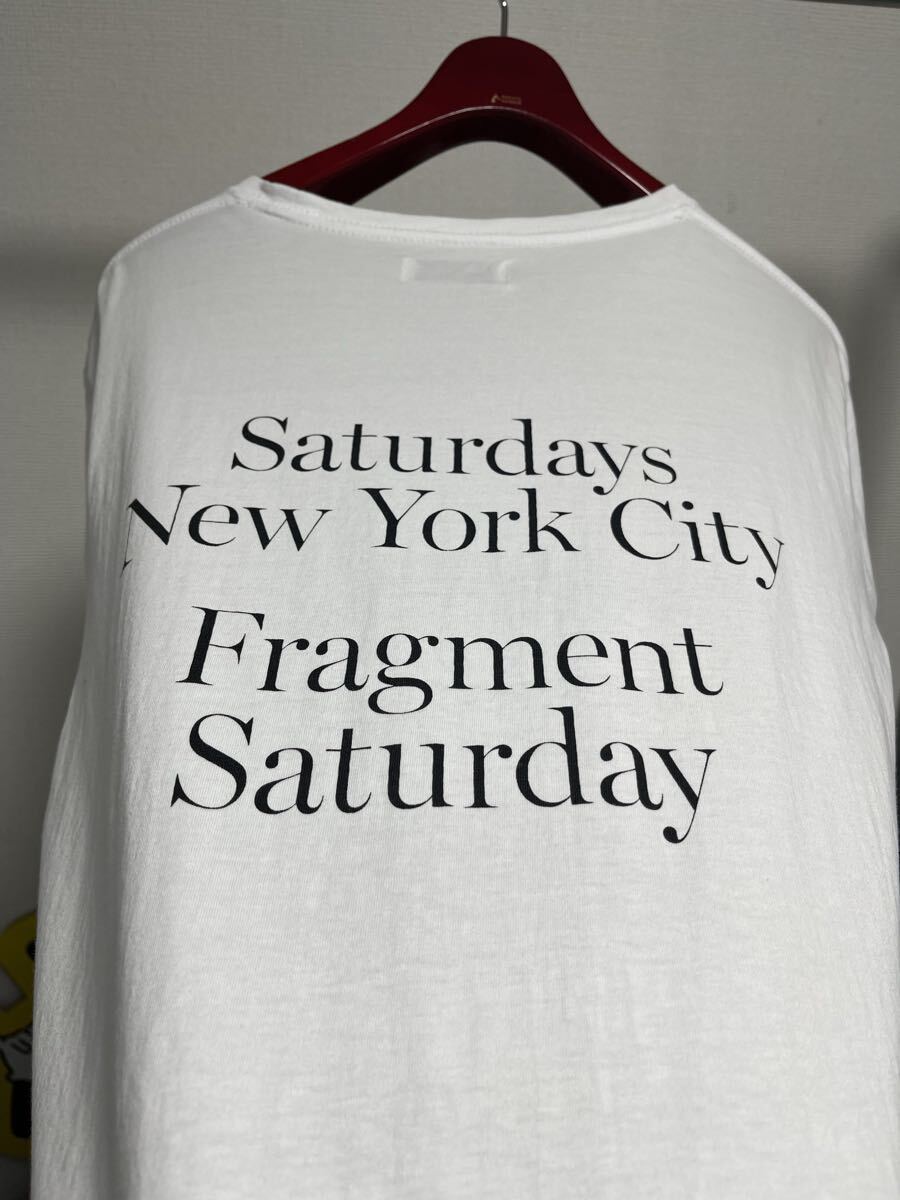 Saturdays
New York City
Fragment
Saturday